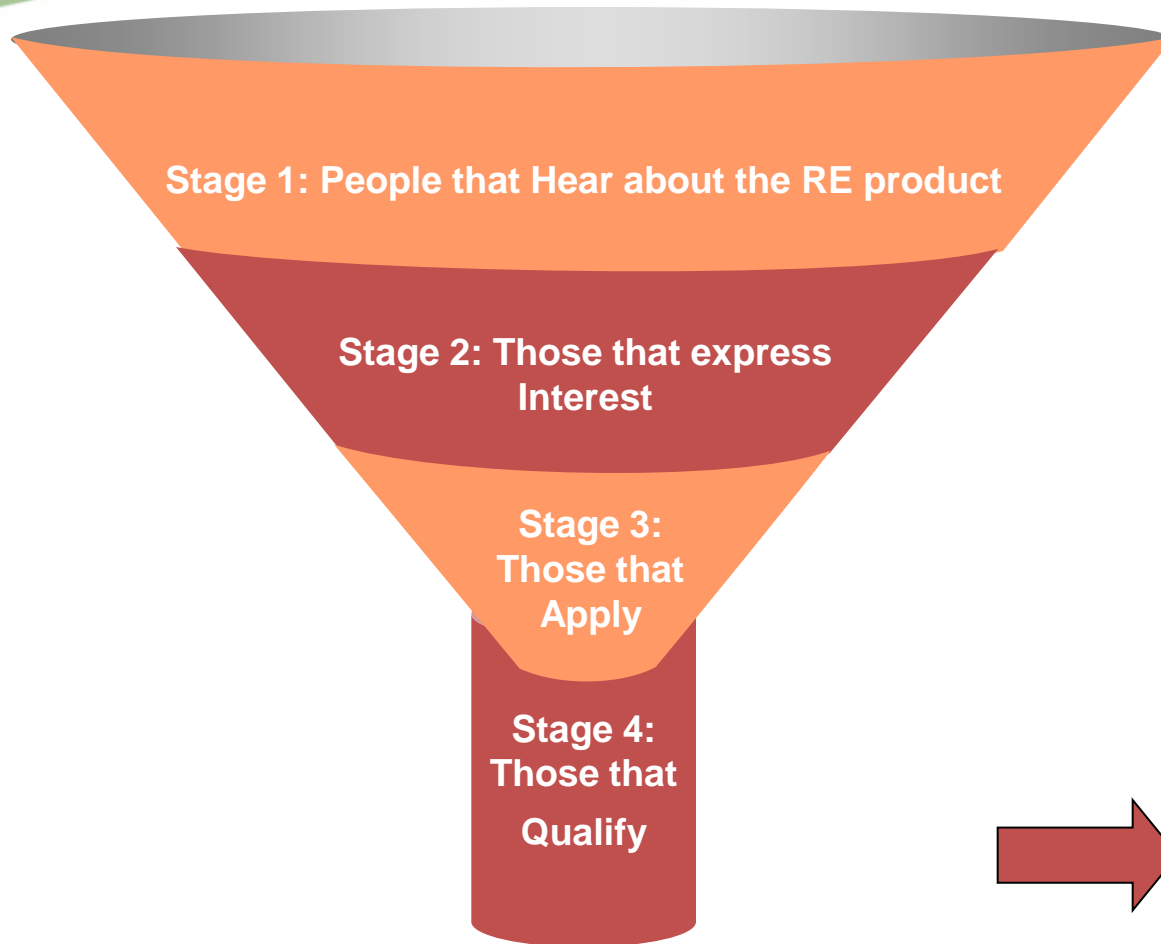 Stage 1: People that Hear about the RE product
Stage 2: Those that express
Interest
Stage 3:
Those that
Apply
Stage 4:
Those that
Qualify